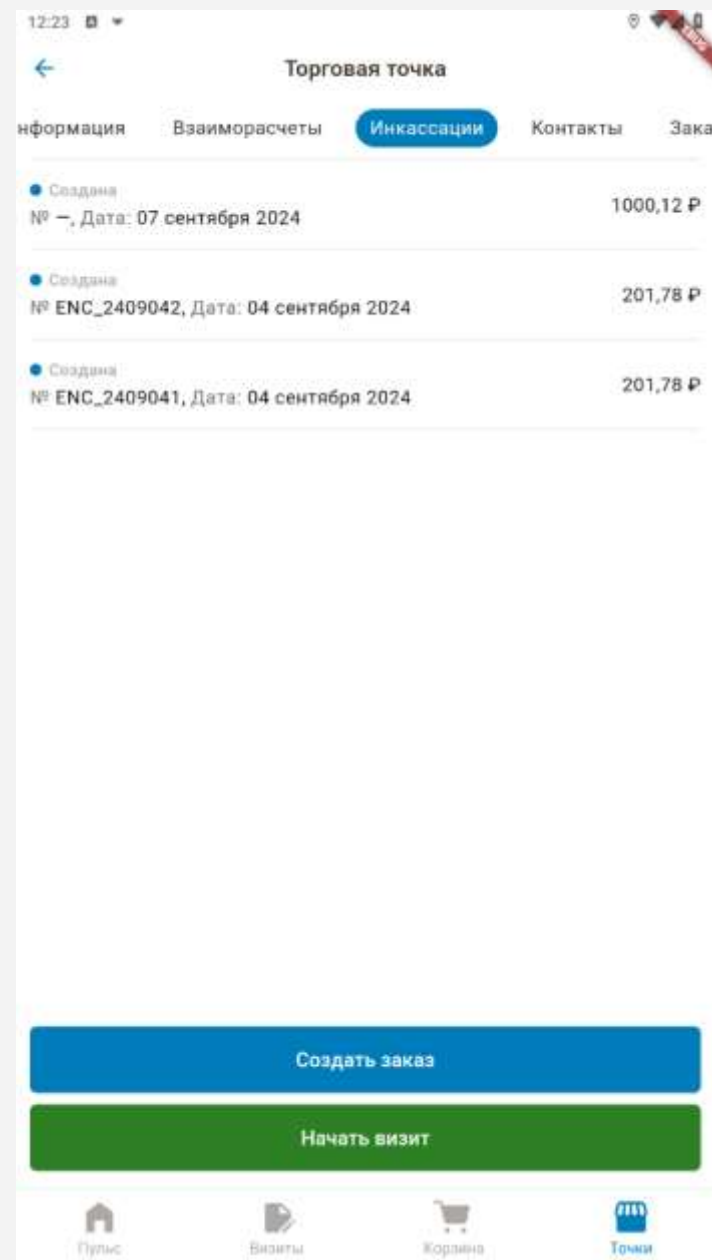 12:23
Торговая точка
нформация Взаиморасчеты Инкассации Контакты Зака
Создана
№ —, Дата: 07 сентября 2024
1000,12 ₽
Создана
№ ENC_2409042, Дата: 04 сентября 2024
201,78 ₽
Создана
№ ENC_2409041, Дата: 04 сентября 2024
201,78 ₽
Создать заказ
Начать визит
Пульс Визиты Корзина Точки